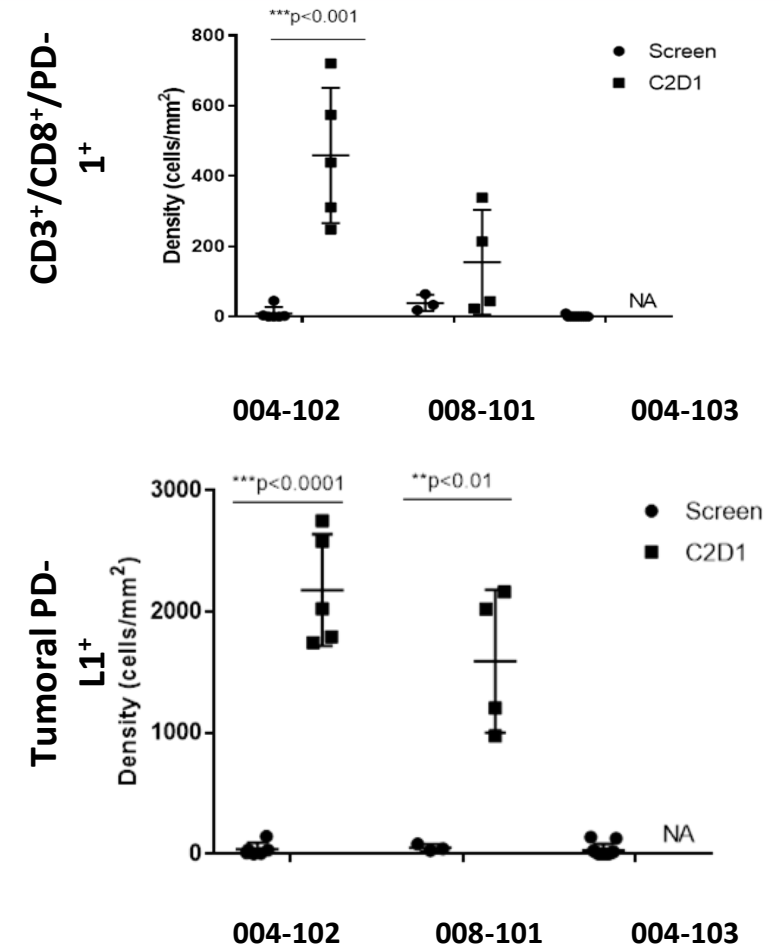 CD3⁺/CD8⁺/PD-
1⁺
Density (cells/mm²)
***p<0.001
800
600
400
200
0
Screen
C2D1
NA
004-102 008-101 004-103
Tumoral PD-
L1⁺
Density (cells/mm²)
***p<0.0001 **p<0.01
3000
2000
1000
0
Screen
C2D1
NA
004-102 008-101 004-103